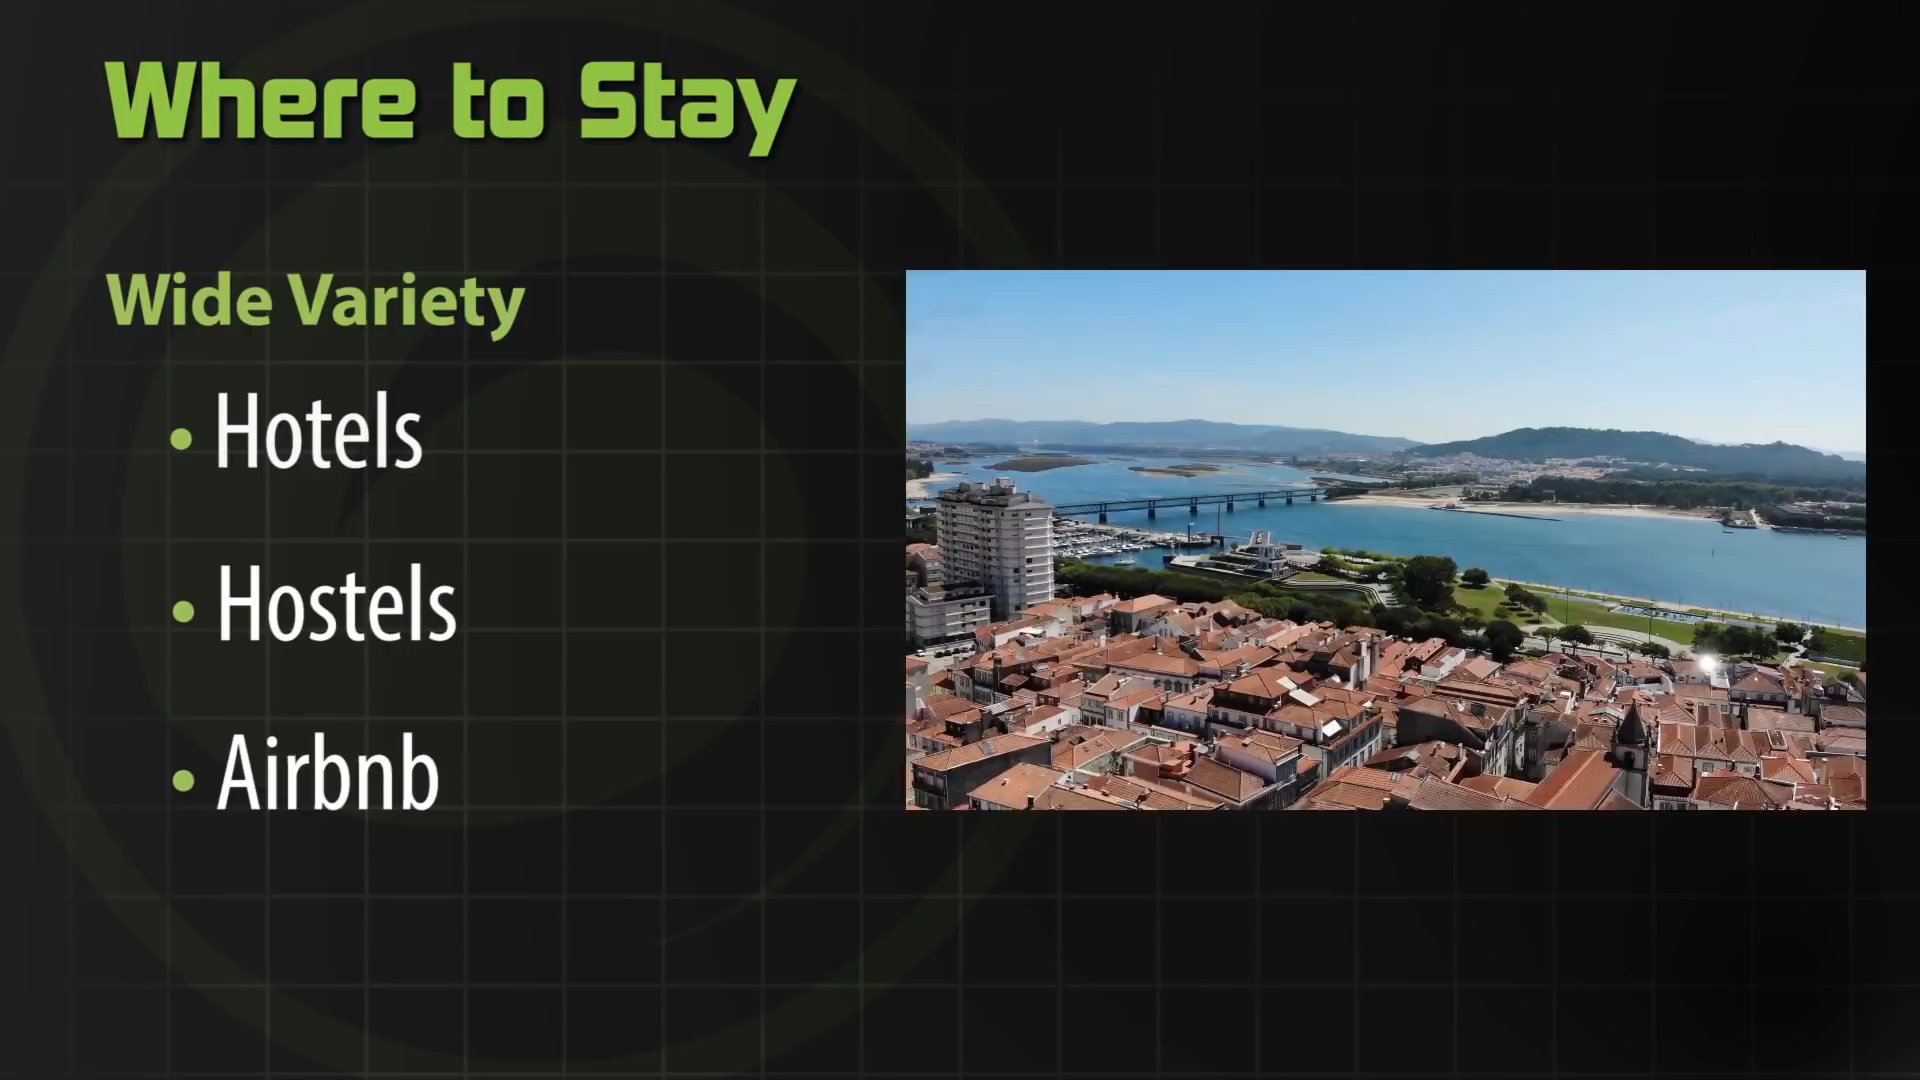 Where to Stay
Wide Variety
• Hotels
• Hostels
• Airbnb